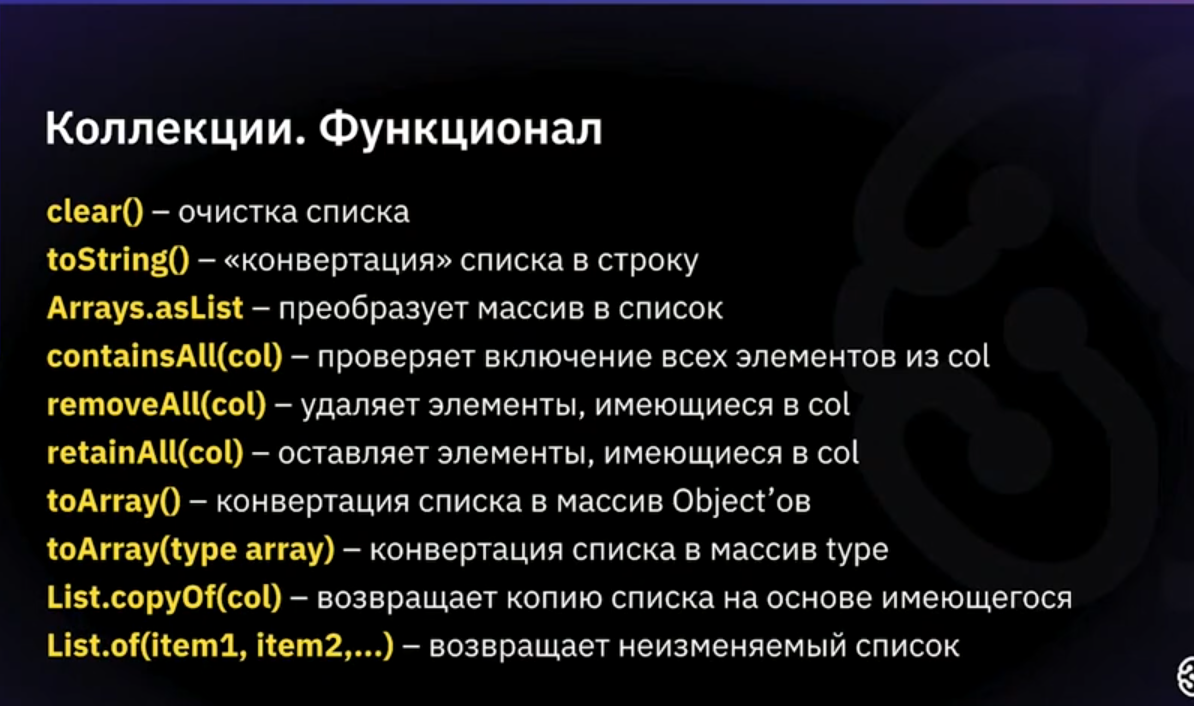 Коллекции. Функционал
clear() – очистка списка
toString() – «конвертация» списка в строку
Arrays.asList – преобразует массив в список
containsAll(col) – проверяет включение всех элементов из col
removeAll(col) – удаляет элементы, имеющиеся в col
retainAll(col) – оставляет элементы, имеющиеся в col
toArray() – конвертация списка в массив Object’ов
toArray(type array) – конвертация списка в массив type
List.copyOf(col) – возвращает копию списка на основе имеющегося
List.of(item1, item2,...) – возвращает неизменяемый список